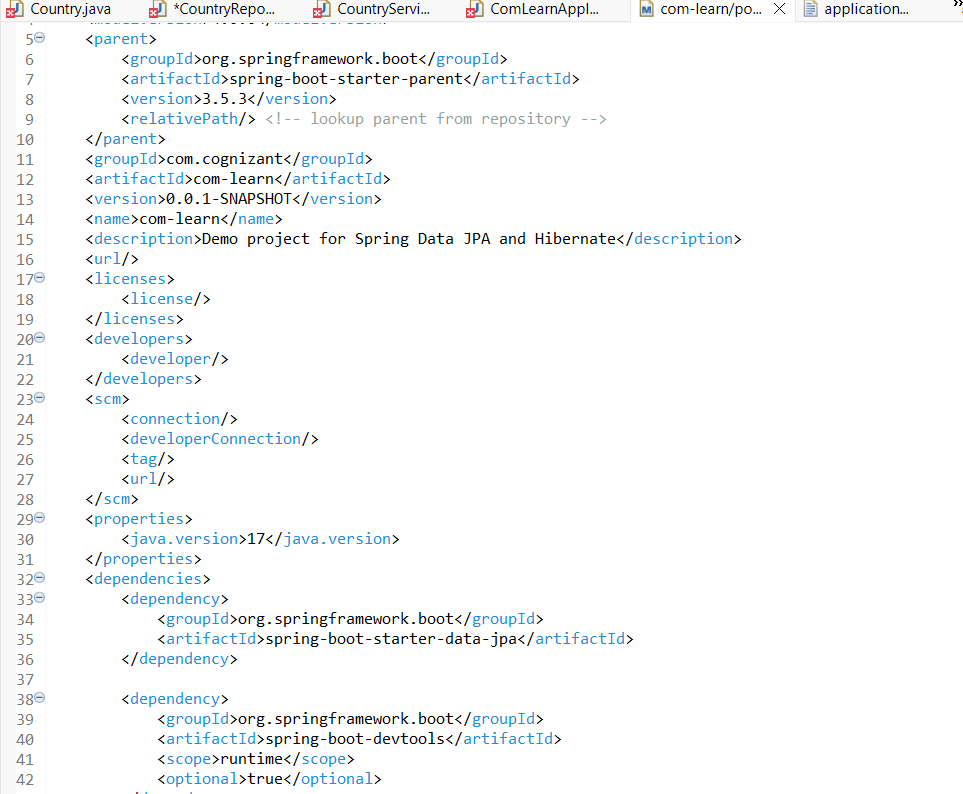 Country.java *CountryRepo... CountryServi... ComLearnAppl... com-learn/po... application... »
5 <parent>
6 <groupId>org.springframework.boot</groupId>
7 <artifactId>spring-boot-starter-parent</artifactId>
8 <version>3.5.3</version>
9 <relativePath/> <!-- lookup parent from repository -->
10 </parent>
11 <groupId>com.cognizant</groupId>
12 <artifactId>com-learn</artifactId>
13 <version>0.0.1-SNAPSHOT</version>
14 <name>com-learn</name>
15 <description>Demo project for Spring Data JPA and Hibernate</description>
16 <url/>
17 <licenses>
18 <license/>
19 </licenses>
20 <developers>
21 <developer/>
22 </developers>
23 <scm>
24 <connection/>
25 <developerConnection/>
26 <tag/>
27 <url/>
28 </scm>
29 <properties>
30 <java.version>17</java.version>
31 </properties>
32 <dependencies>
33 <dependency>
34 <groupId>org.springframework.boot</groupId>
35 <artifactId>spring-boot-starter-data-jpa</artifactId>
36 </dependency>
37
38 <dependency>
39 <groupId>org.springframework.boot</groupId>
40 <artifactId>spring-boot-devtools</artifactId>
41 <scope>runtime</scope>
42 <optional>true</optional>